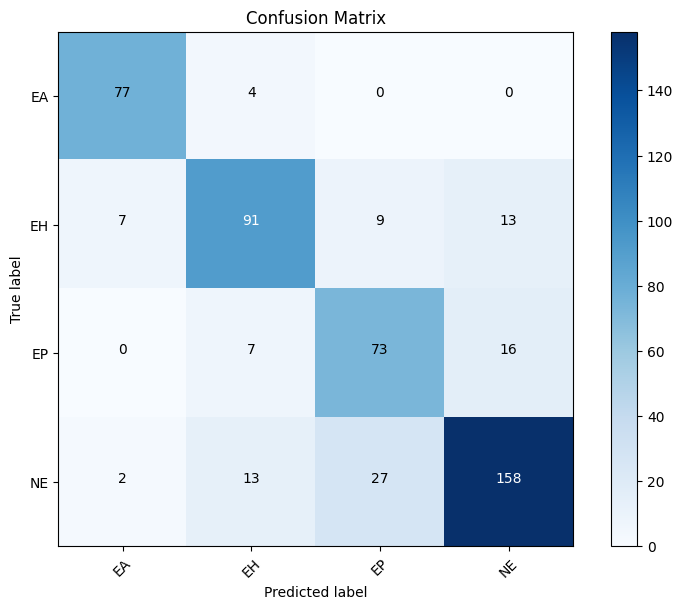 Confusion Matrix
True label
EA 77 4 0 0
EH 7 91 9 13
EP 0 7 73 16
NE 2 13 27 158
EA EH EP NE
Predicted label
140
120
100
80
60
40
20
0